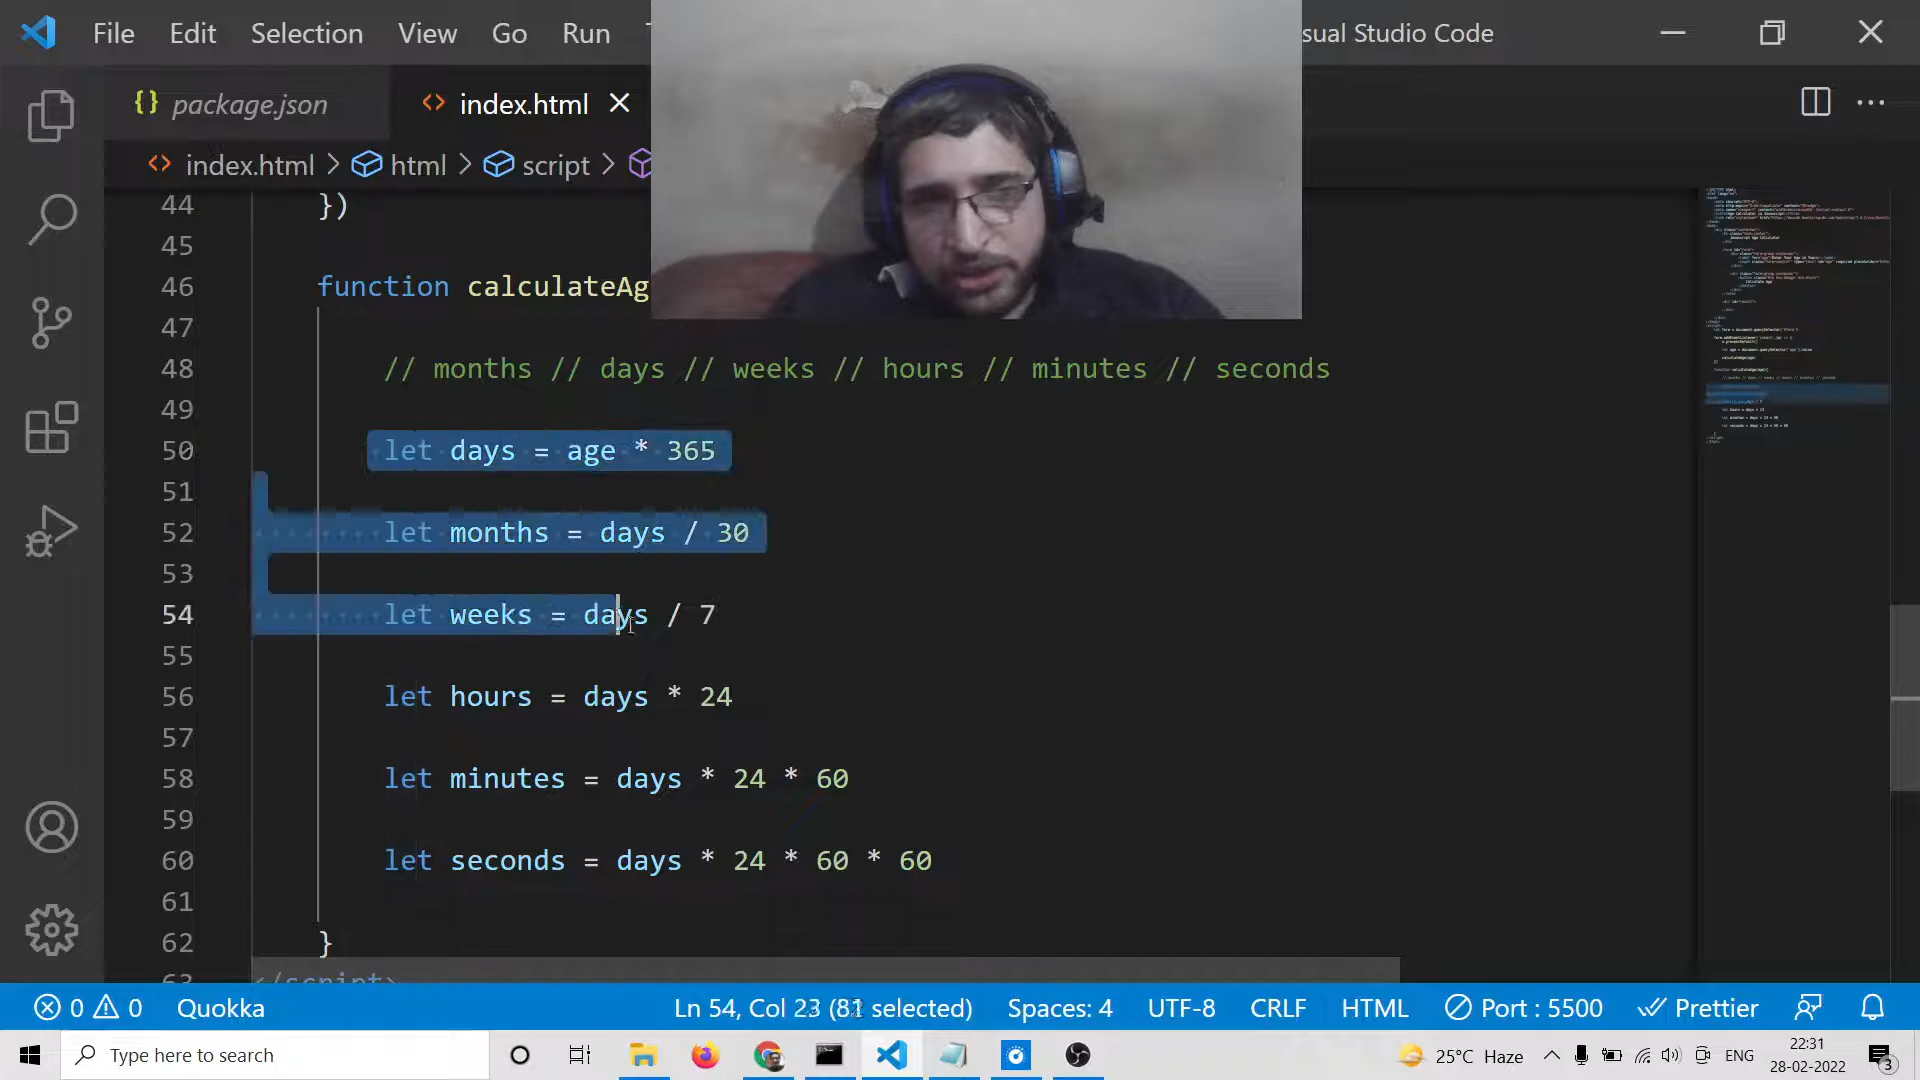 File Edit Selection View Go Run
sual Studio Code
{} package.json
<> index.html
<> index.html > html > script >
44 })
45
46 function calculateAg
47
48 // months // days // weeks // hours // minutes // seconds
49
50 let days = age * 365
51
52 let months = days / 30
53
54 let weeks = days / 7
55
56 let hours = days * 24
57
58 let minutes = days * 24 * 60
59
60 let seconds = days * 24 * 60 * 60
61
62 }
63 </script>
0 0 Quokka Ln 54, Col 23 (81 selected) Spaces: 4 UTF-8 CRLF HTML Port : 5500 Prettier
Type here to search
25°C Haze
ENG
22:31
28-02-2022
3